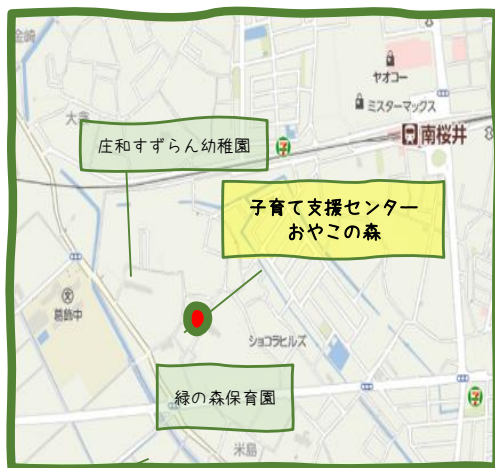 金崎
ヤオコー
ミスターマックス
大衾
南桜井
庄和すずらん幼稚園
子育て支援センター
おやこの森
文
葛飾中
ショコラヒルズ
緑の森保育園
米島